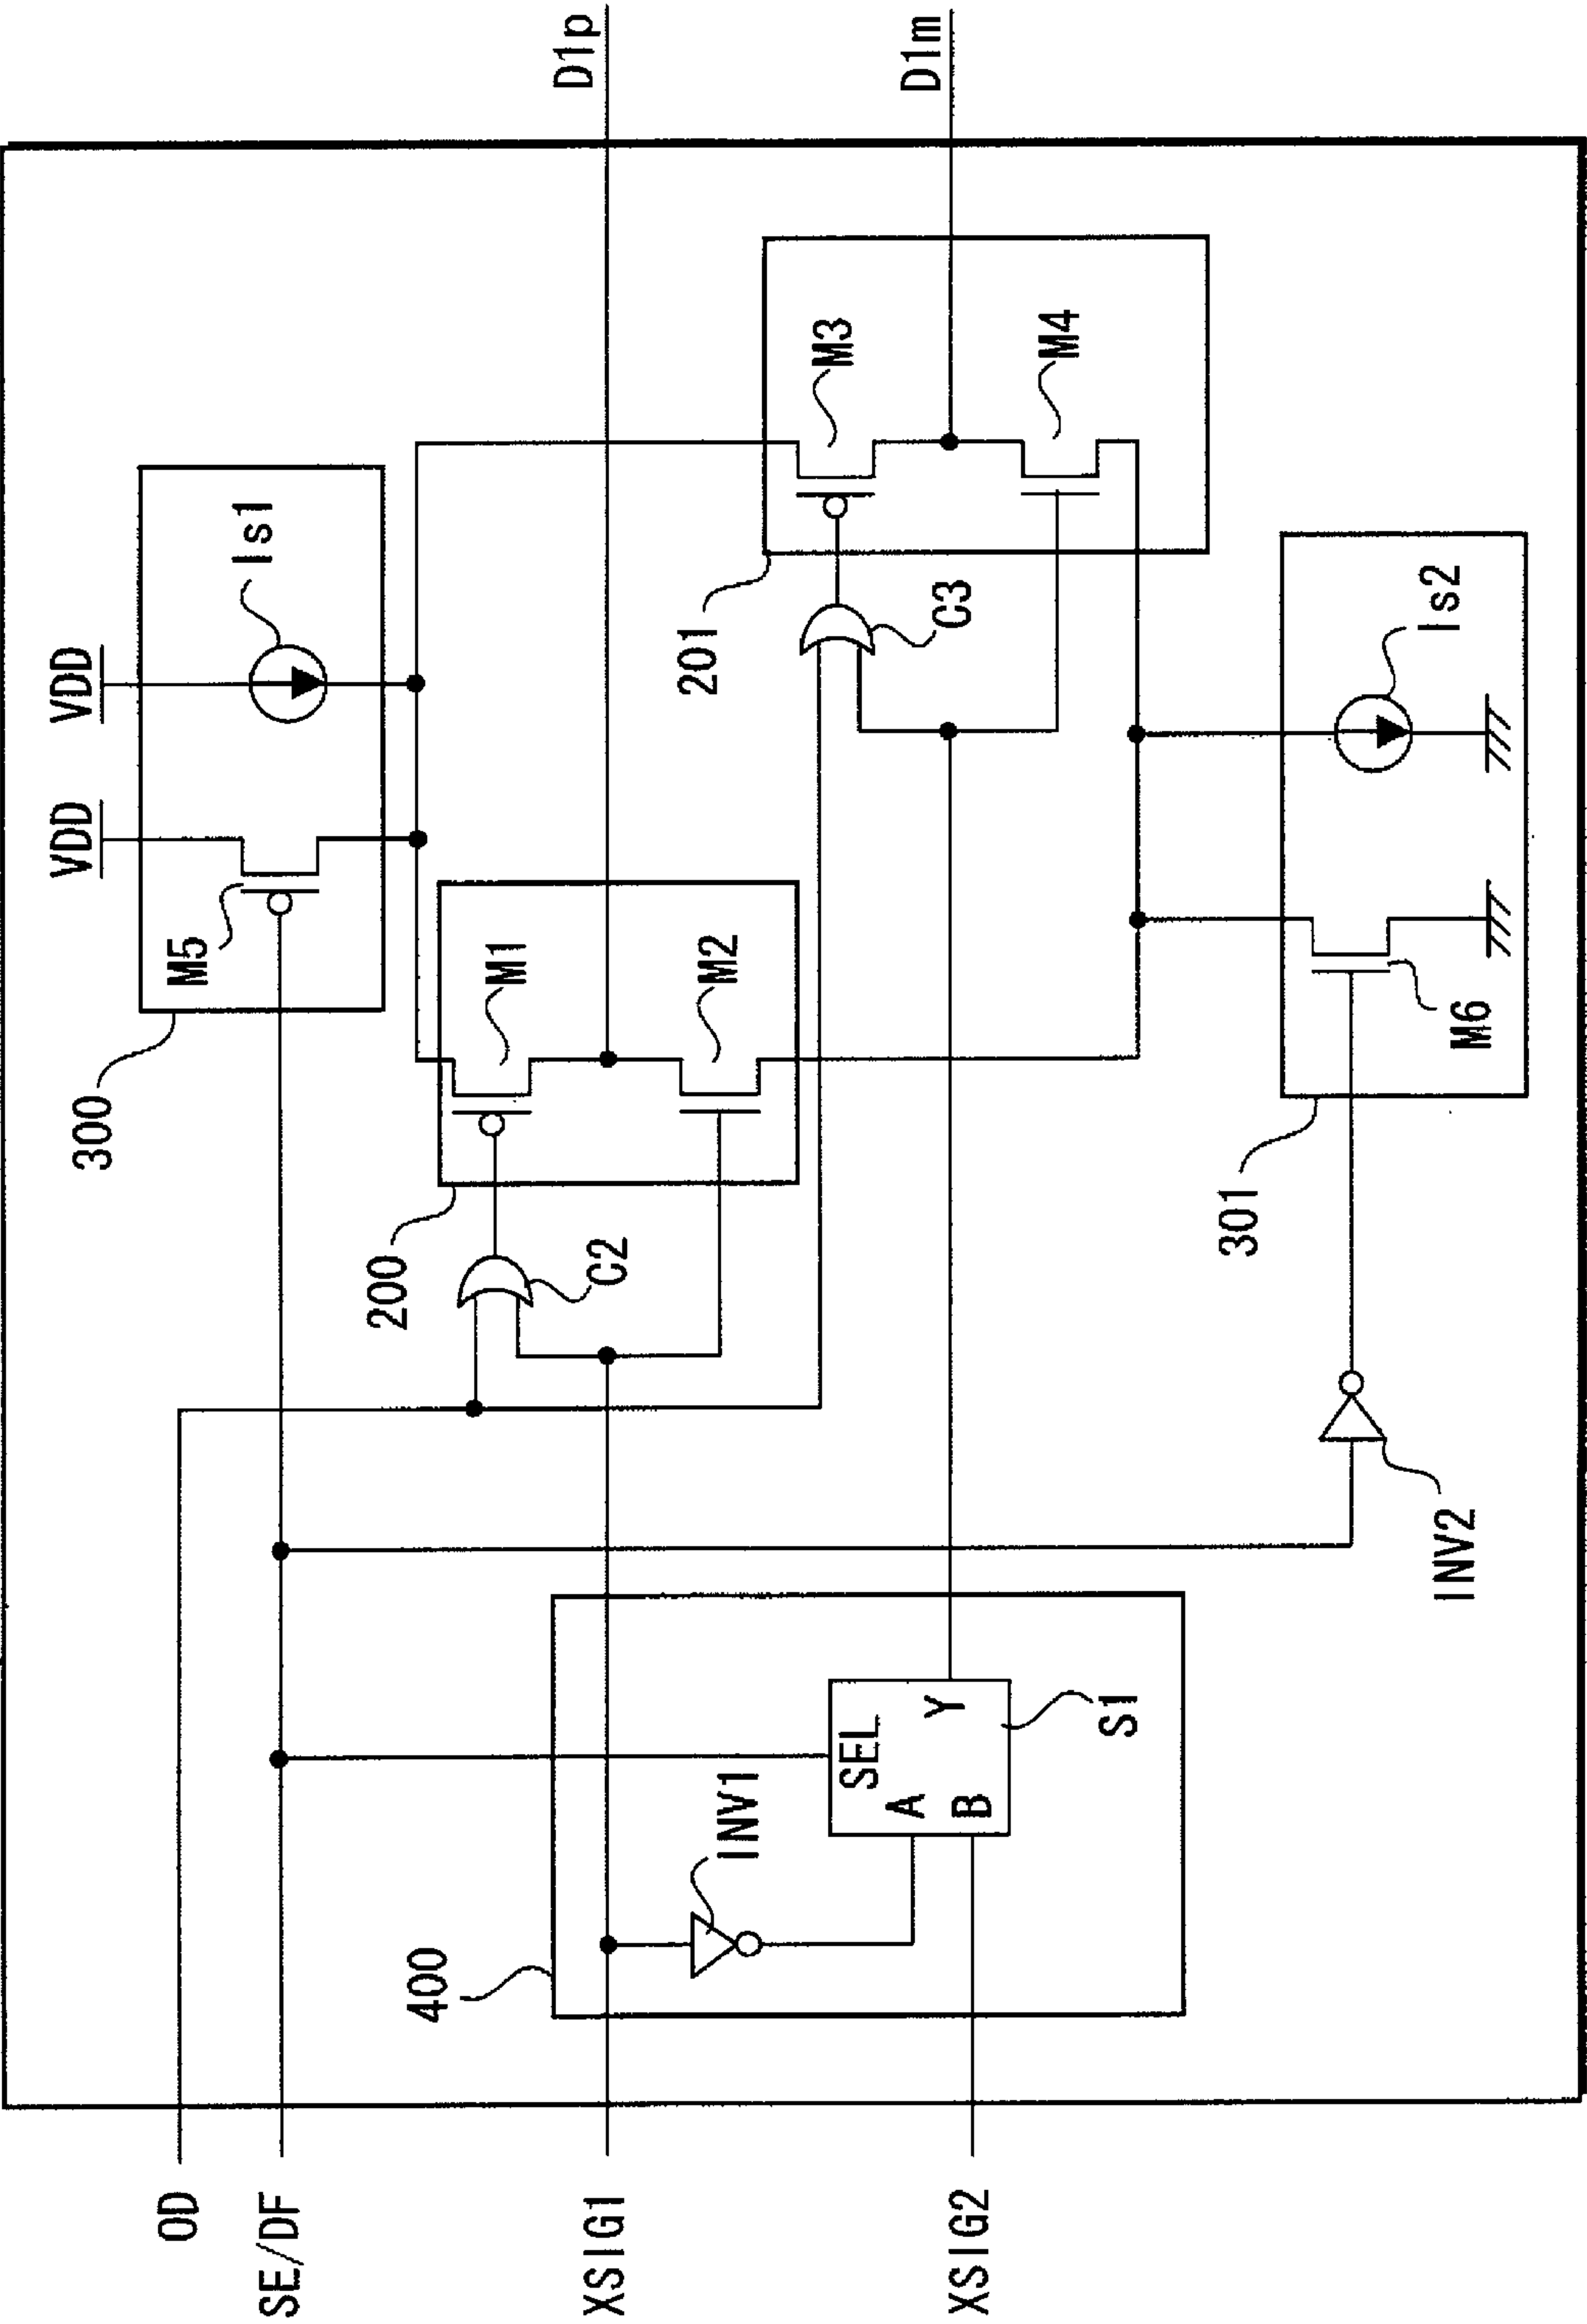 OD
SE/DF
XSIG1
XSIG2
400
INV1
SEL
A
B
Y
S1
INV2
300
M5
VDD
VDD
Is1
200
C2
M1
M2
201
C3
M3
M4
301
M6
Is2
D1p
D1m